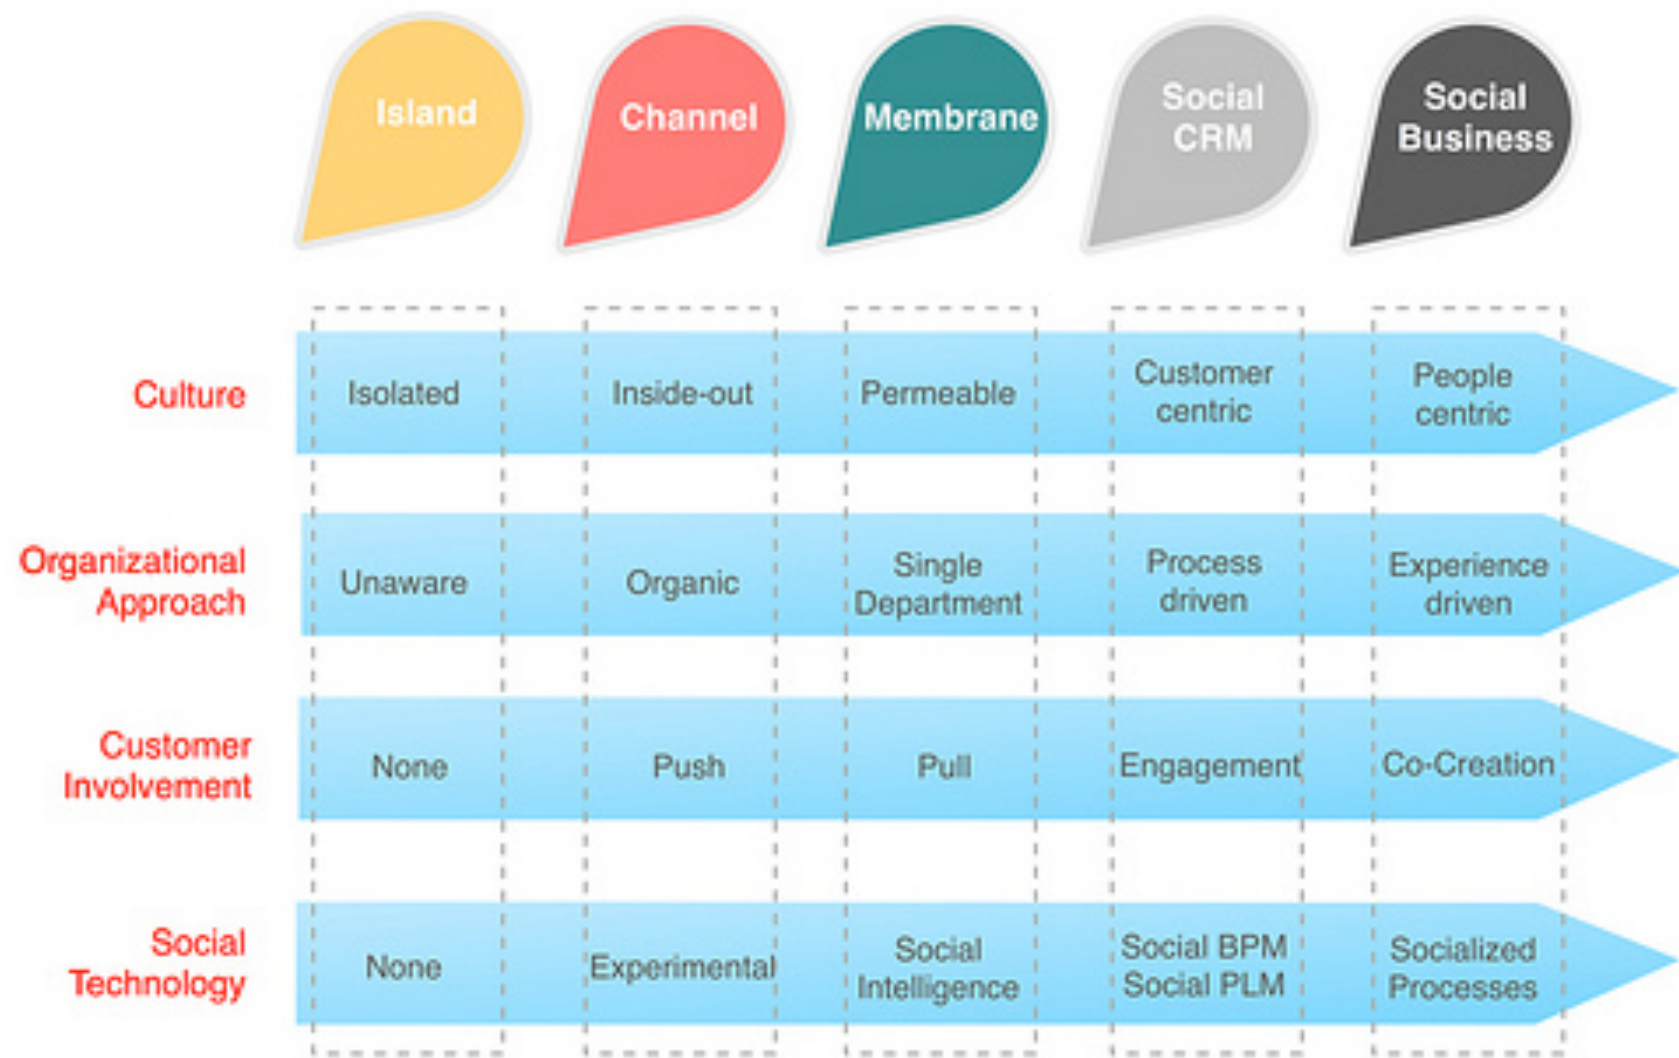 Island
Channel
Membrane
Social
CRM
Social
Business
Culture
Isolated
Inside-out
Permeable
Customer
centric
People
centric
Organizational
Approach
Unaware
Organic
Single
Department
Process
driven
Experience
driven
Customer
Involvement
None
Push
Pull
Engagement
Co-Creation
Social
Technology
None
Experimental
Social
Intelligence
Social BPM
Social PLM
Socialized
Processes